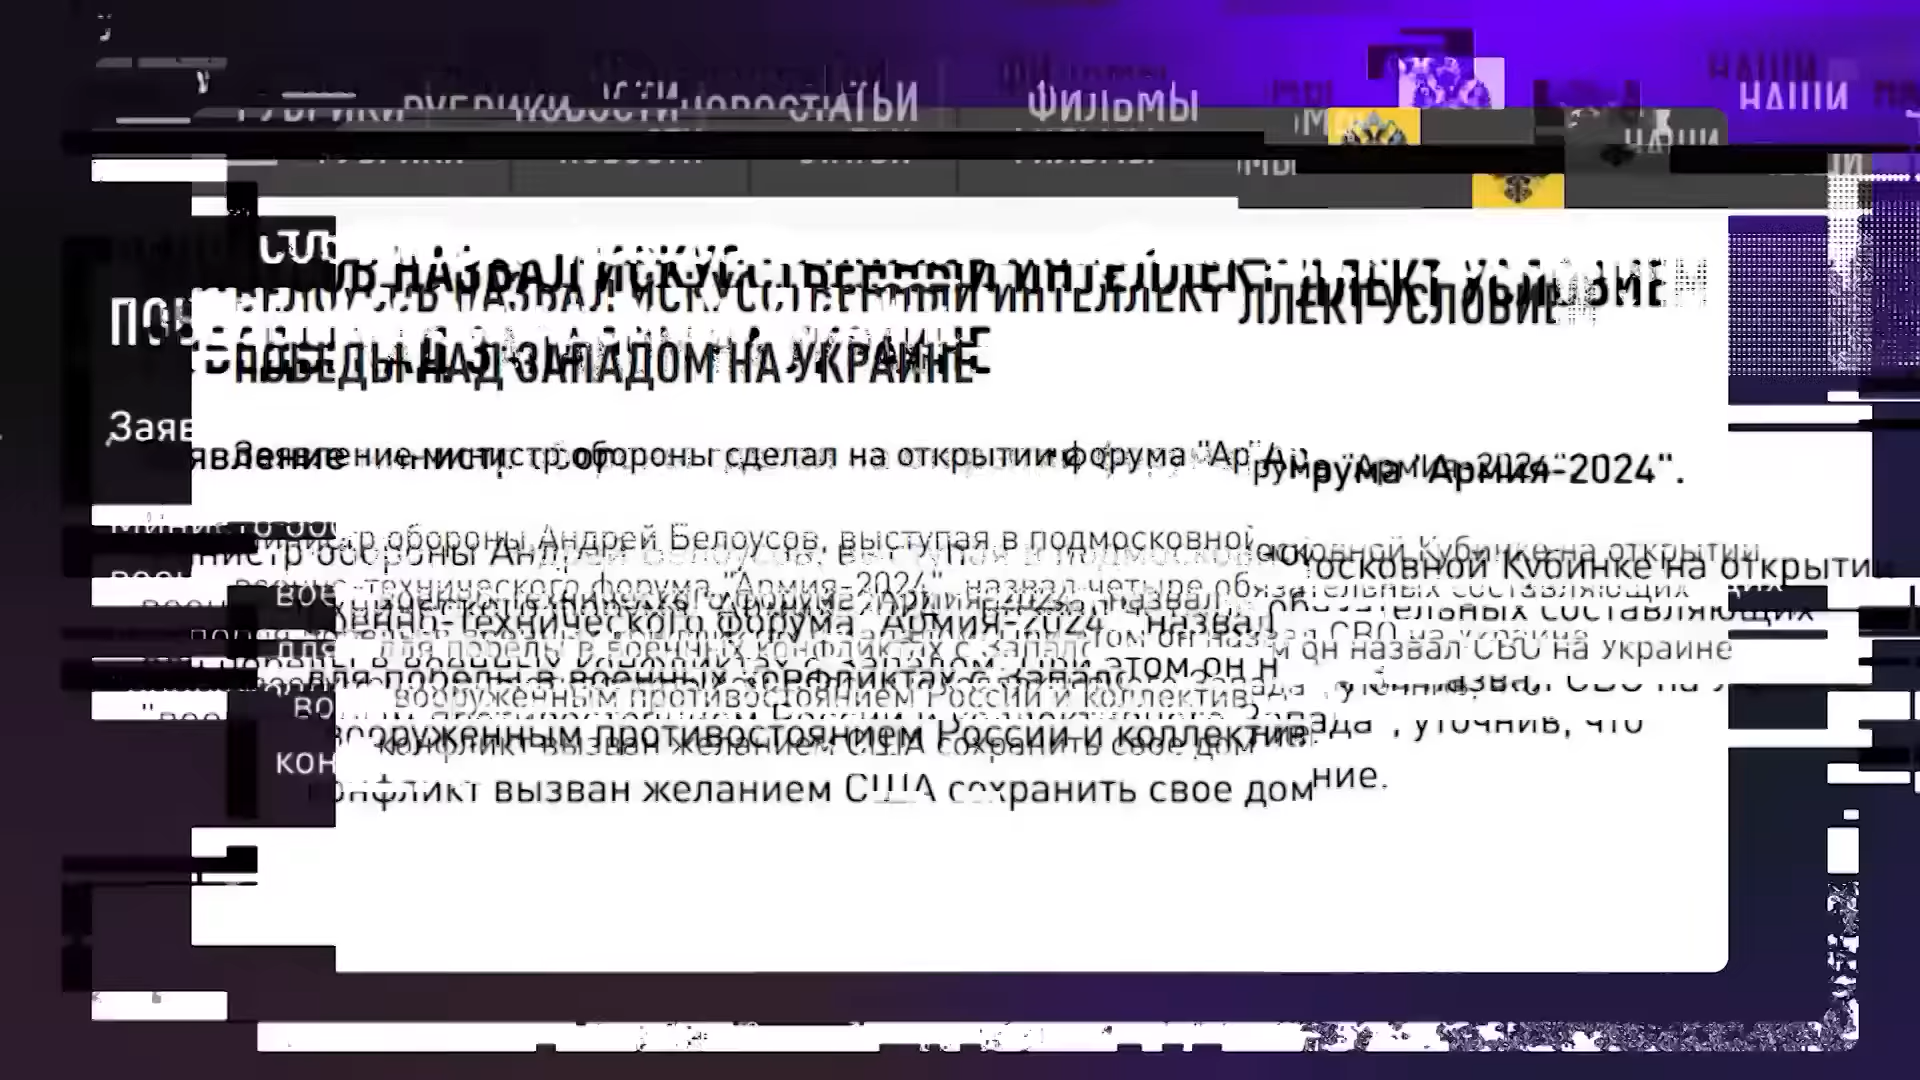 РУБРИКИ НОВОСТИ СТАТЬИ ФИЛЬМЫ НАШИ
БЕЛОУСОВ НАЗВАЛ ИСКУССТВЕННЫЙ ИНТЕЛЛЕКТ УСЛОВИЕМ
ПОБЕДЫ НАД ЗАПАДОМ НА УКРАИНЕ
Заявление министр обороны сделал на открытии форума "Армия-2024".
Министр обороны Андрей Белоусов, выступая в подмосковной Кубинке на открытии
военно-технического форума "Армия-2024", назвал четыре обязательных составляющих
для победы в военных конфликтах с Западом. При этом он назвал СВО на Украине
вооруженным противостоянием России и коллективного Запада", уточнив, что
конфликт вызван желанием США сохранить свое